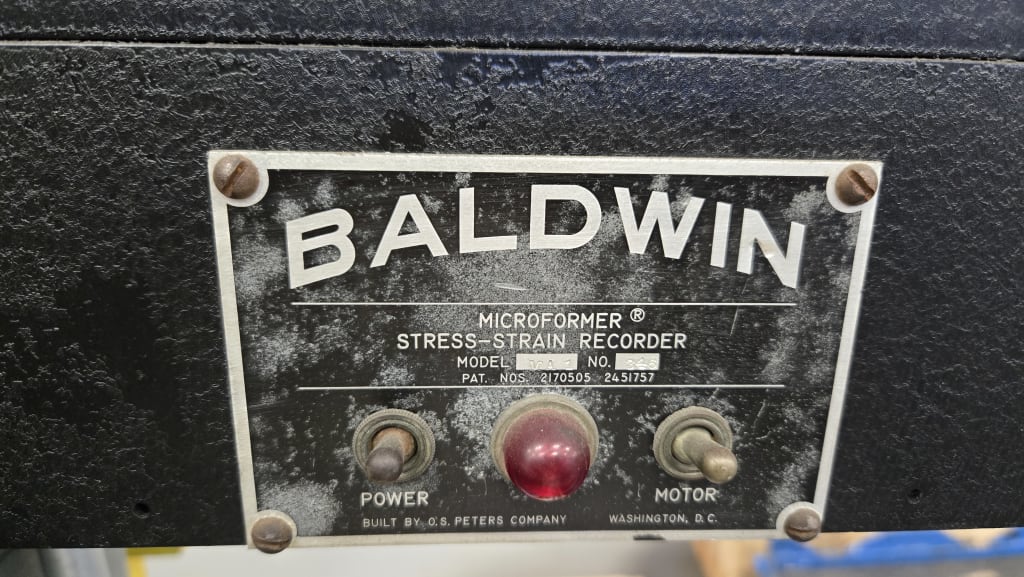 BALDWIN
MICROFORMER ®
STRESS-STRAIN RECORDER
MODEL NO.
PAT. NOS. 2170505 2451757
POWER MOTOR
BUILT BY O.S. PETERS COMPANY WASHINGTON, D.C.